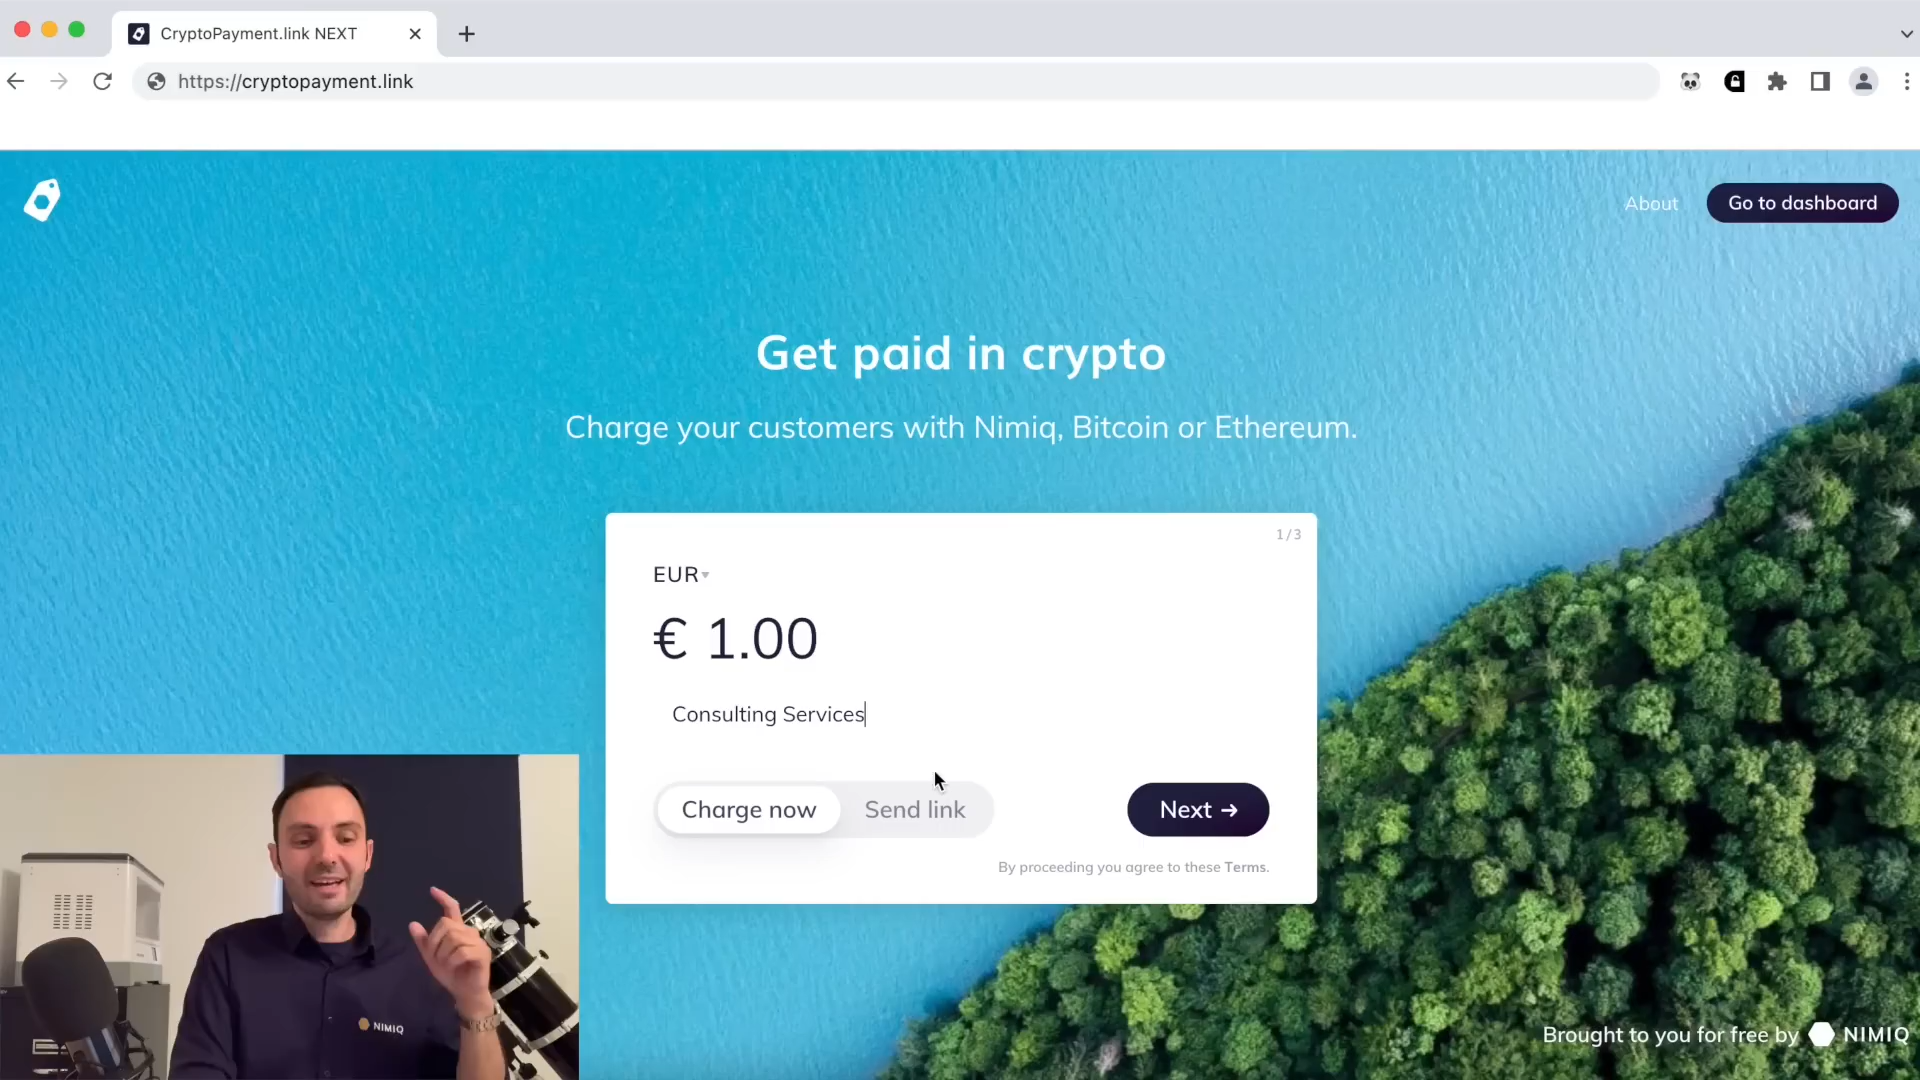 CryptoPayment.link NEXT
https://cryptopayment.link
About
Go to dashboard
Get paid in crypto
Charge your customers with Nimiq, Bitcoin or Ethereum.
1/3
EUR
€ 1.00
Consulting Services
Charge now
Send link
Next →
By proceeding you agree to these Terms.
NIMIQ
Brought to you for free by NIMIQ